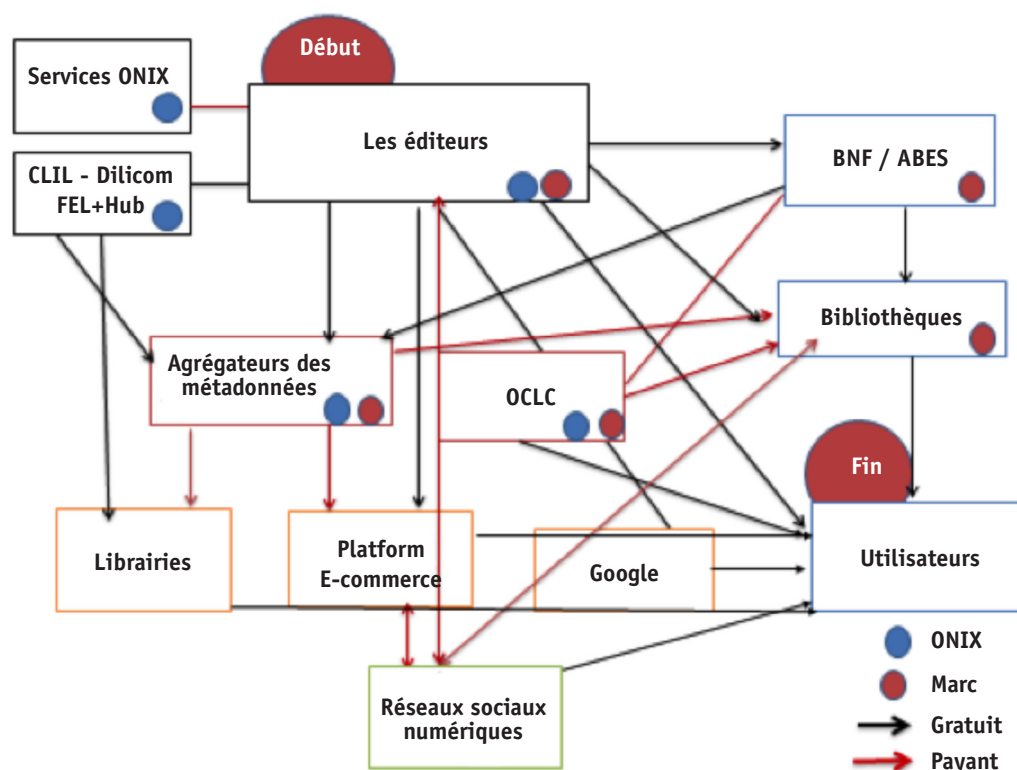 Début
Services ONIX
Les éditeurs
BNF / ABES
CLIL - Dilicom
FEL+Hub
Bibliothèques
Agrégateurs des
métadonnées
OCLC
Fin
Librairies
Platform
E-commerce
Google
Utilisateurs
ONIX
Marc
Réseaux sociaux
numériques
Gratuit
Payant